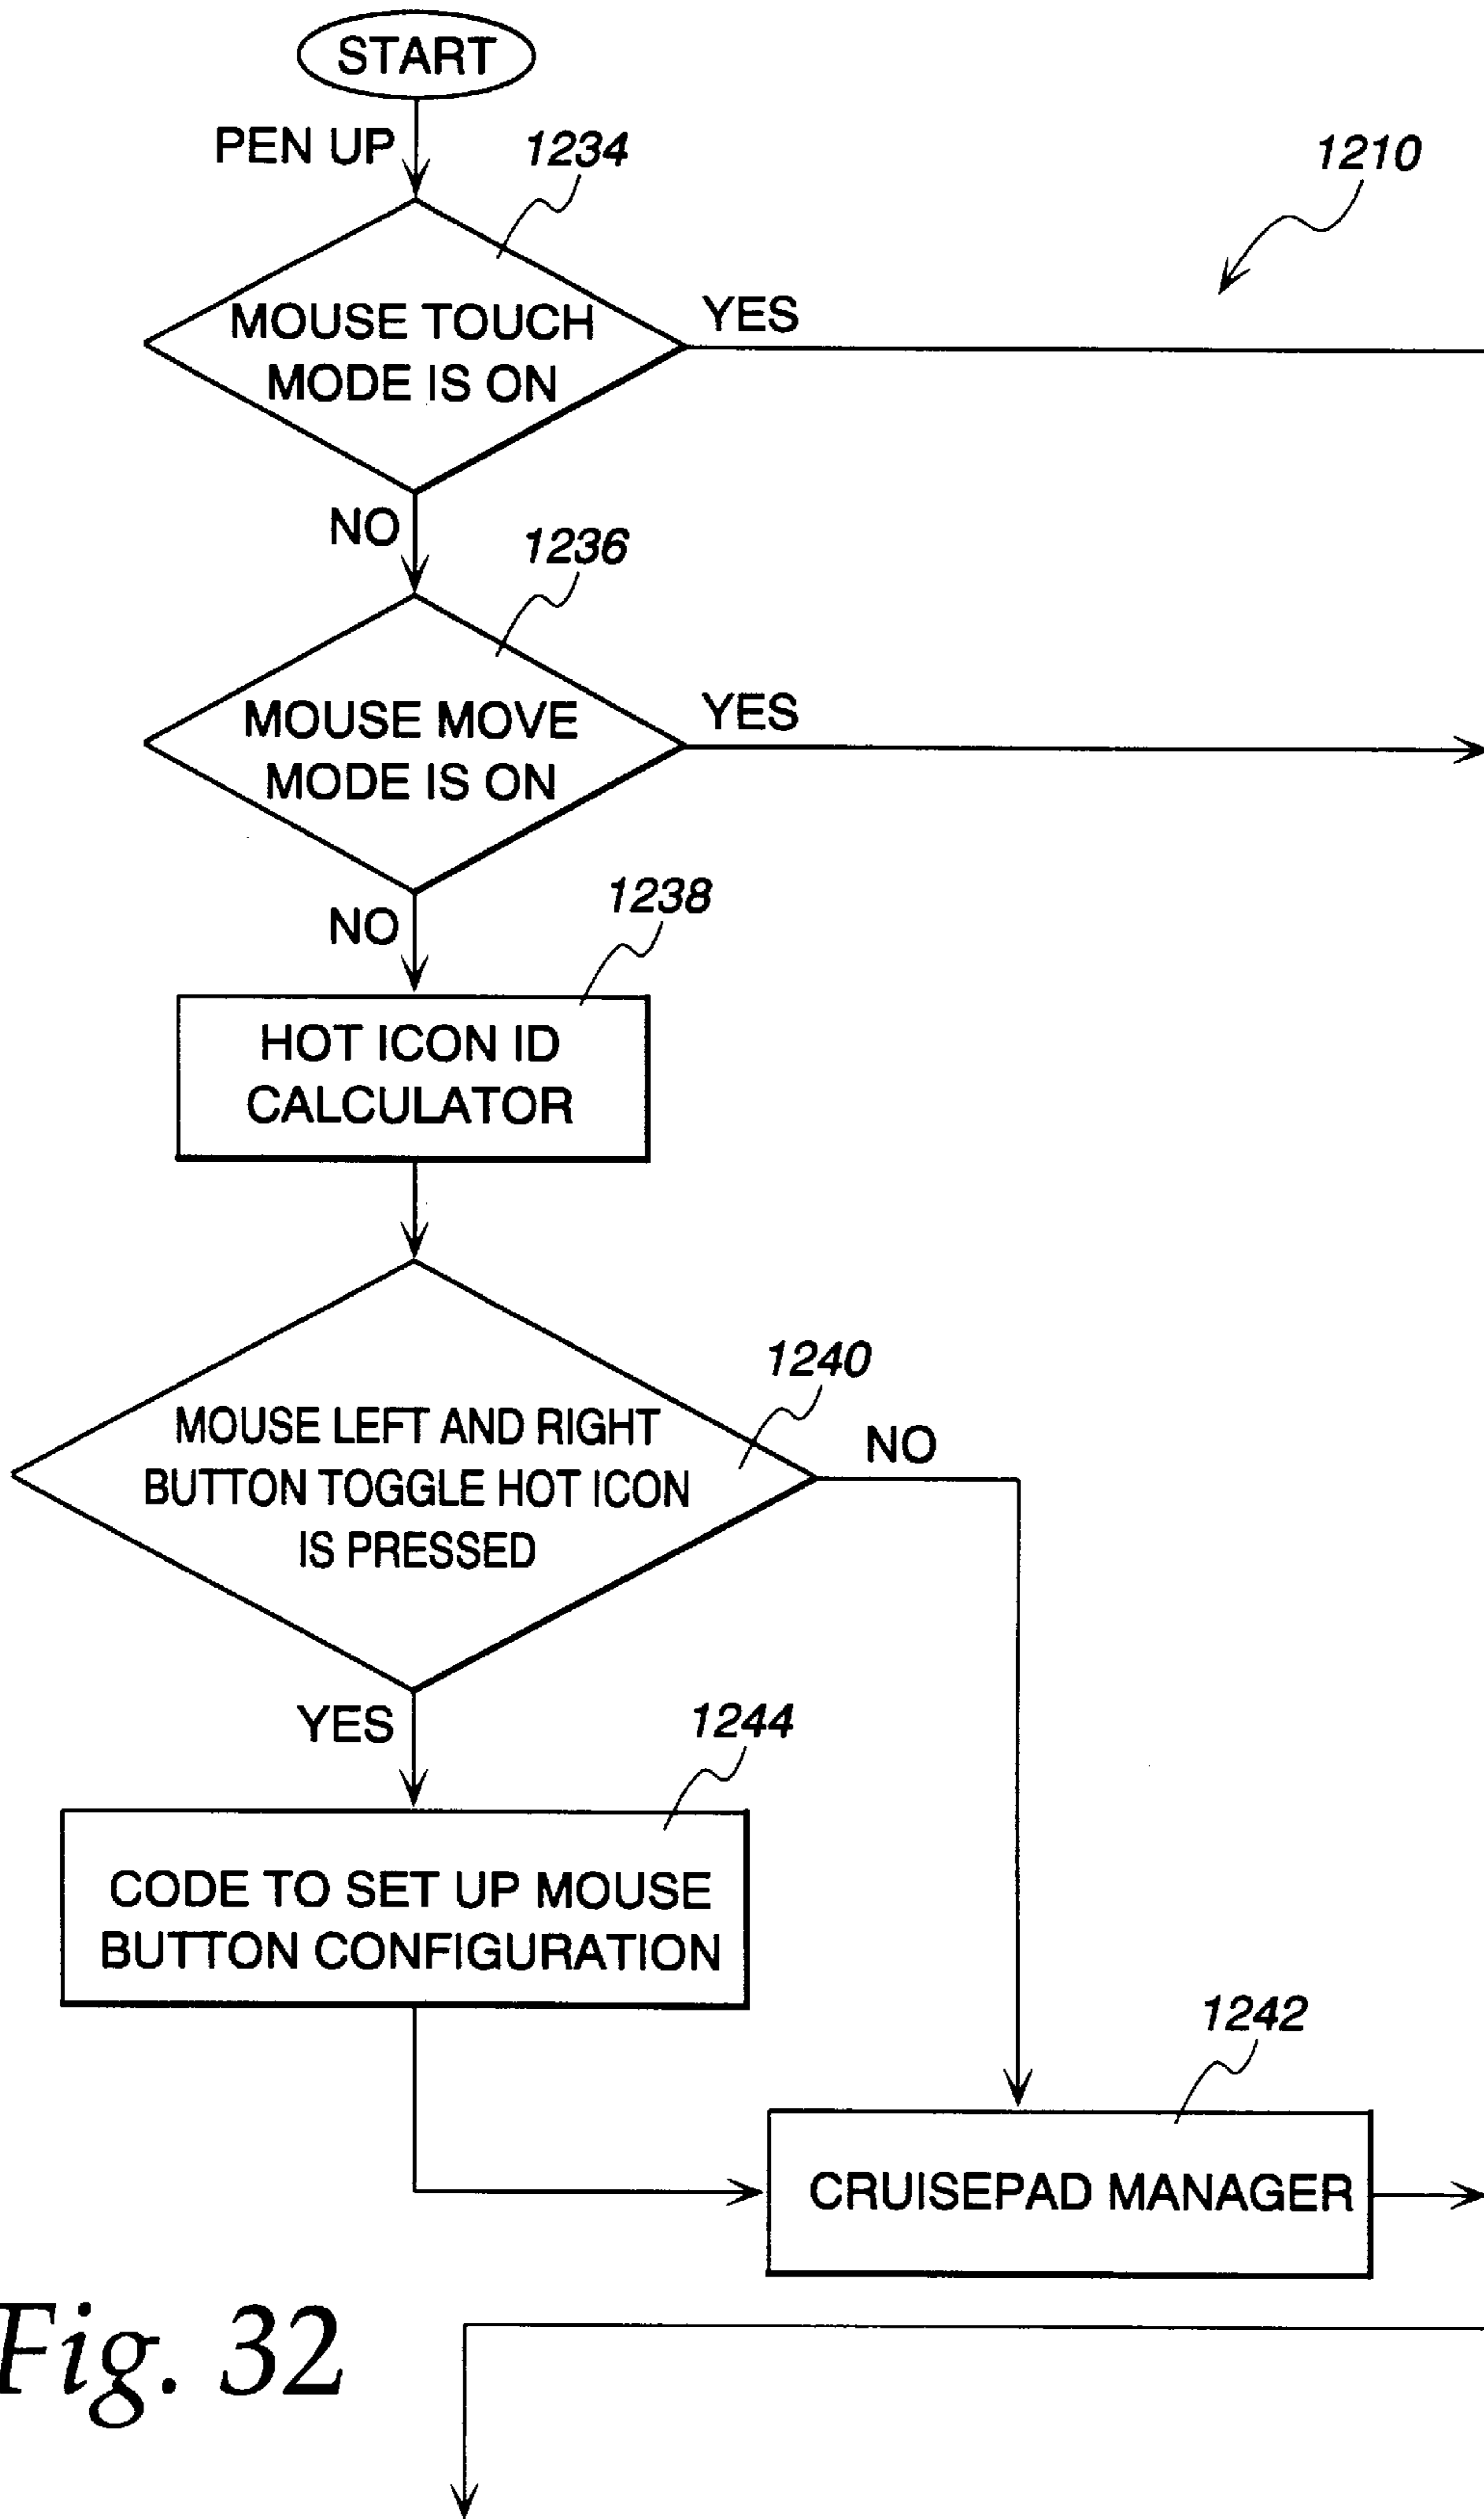 START
PEN UP
1234
1210
MOUSE TOUCH
MODE IS ON
YES
NO
1236
MOUSE MOVE
MODE IS ON
YES
NO
1238
HOT ICON ID
CALCULATOR
1240
MOUSE LEFT AND RIGHT
BUTTON TOGGLE HOT ICON
IS PRESSED
NO
YES
1244
CODE TO SET UP MOUSE
BUTTON CONFIGURATION
1242
CRUISEPAD MANAGER
Fig. 32